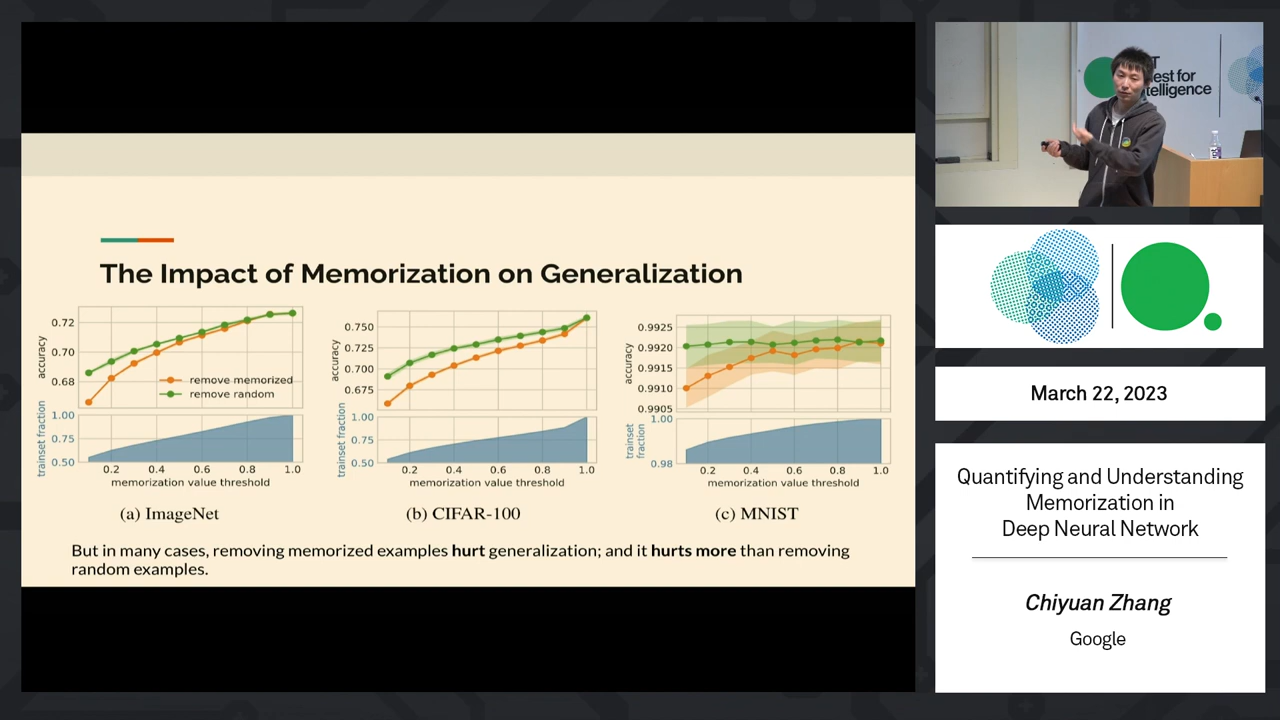 The Impact of Memorization on Generalization
accuracy
0.72
0.70
0.68
remove memorized
remove random
trainset fraction
1.00
0.75
0.50
0.2 0.4 0.6 0.8 1.0
memorization value threshold
(a) ImageNet
accuracy
0.750
0.725
0.700
0.675
trainset fraction
1.00
0.75
0.50
0.2 0.4 0.6 0.8 1.0
memorization value threshold
(b) CIFAR-100
accuracy
0.9925
0.9920
0.9915
0.9910
0.9905
trainset
fraction
1.00
0.98
0.2 0.4 0.6 0.8 1.0
memorization value threshold
(c) MNIST
But in many cases, removing memorized examples hurt generalization; and it hurts more than removing
random examples.
T
est for
telligence
March 22, 2023
Quantifying and Understanding
Memorization in
Deep Neural Network
Chiyuan Zhang
Google